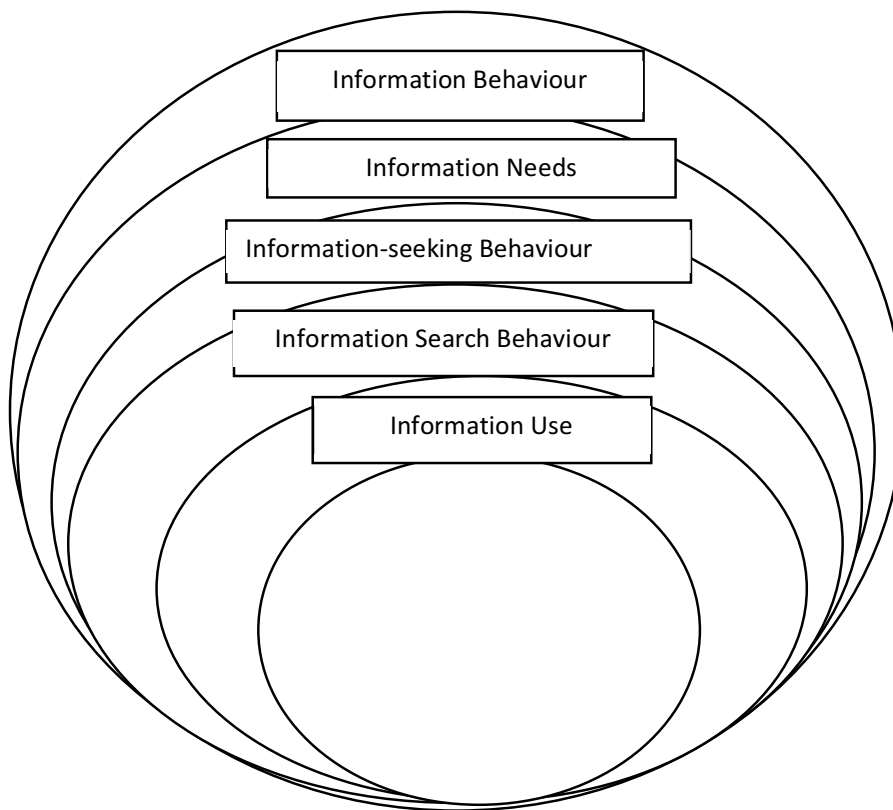 Information Behaviour
Information Needs
Information-seeking Behaviour
Information Search Behaviour
Information Use